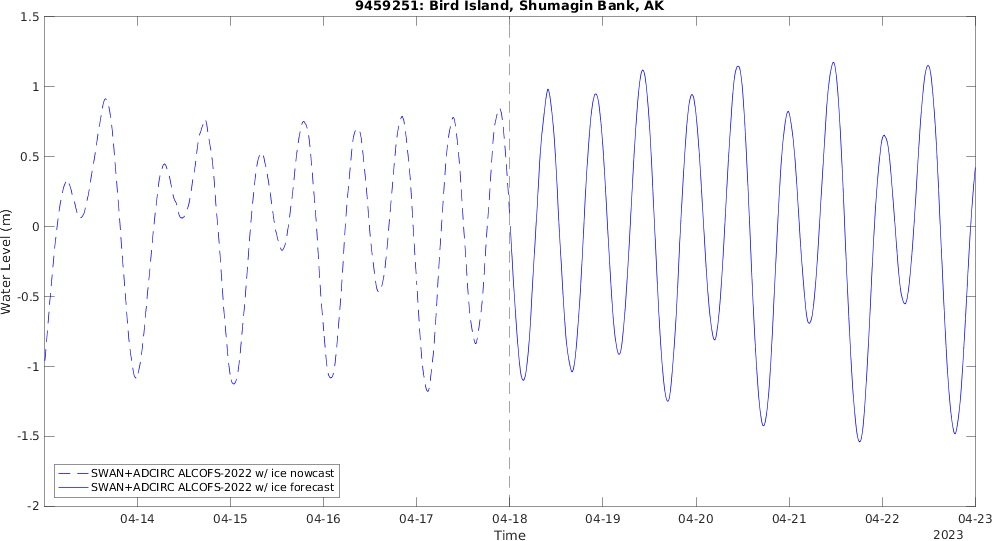 9459251: Bird Island, Shumagin Bank, AK
1.5
1
0.5
0
-0.5
-1
-1.5
-2
Water Level (m)
SWAN+ADCIRC ALCOFS-2022 w/ ice nowcast
SWAN+ADCIRC ALCOFS-2022 w/ ice forecast
04-14 04-15 04-16 04-17 04-18 04-19 04-20 04-21 04-22 04-23
Time
2023